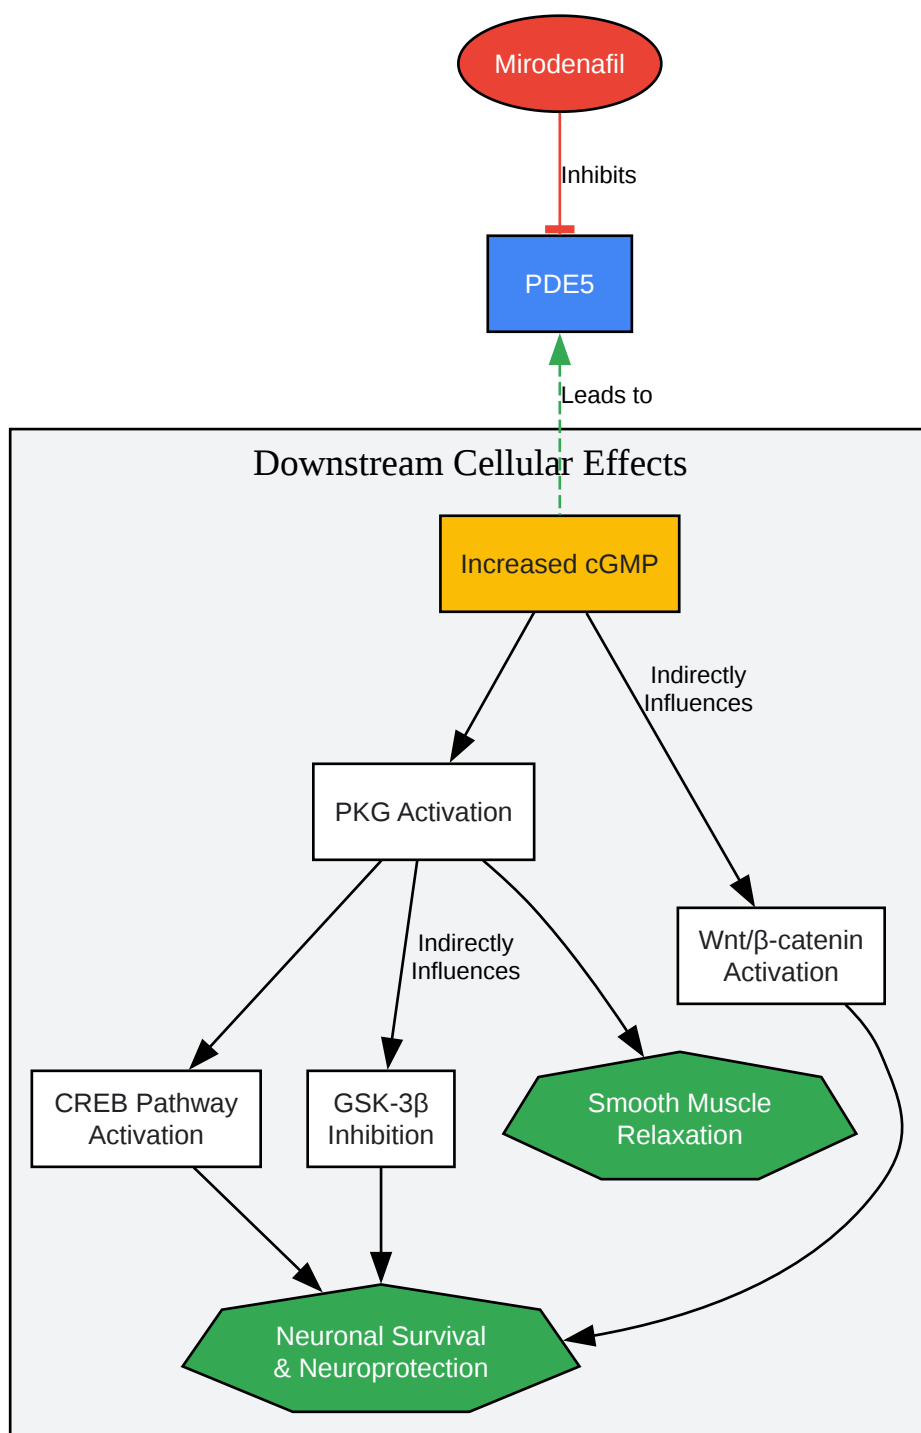 Mirodenafil
Inhibits
PDE5
Leads to
Downstream Cellular Effects
Increased cGMP
Indirectly
Influences
PKG Activation
Wnt/β-catenin
Activation
Indirectly
Influences
CREB Pathway
Activation
GSK-3β
Inhibition
Smooth Muscle
Relaxation
Neuronal Survival
& Neuroprotection